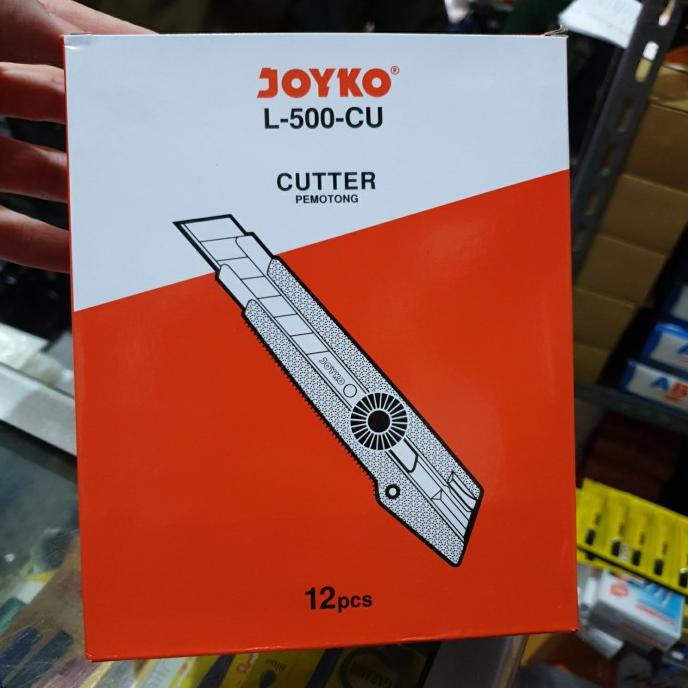 JOYKO®
L-500-CU
CUTTER
PEMOTONG
JOYKO
12pcs